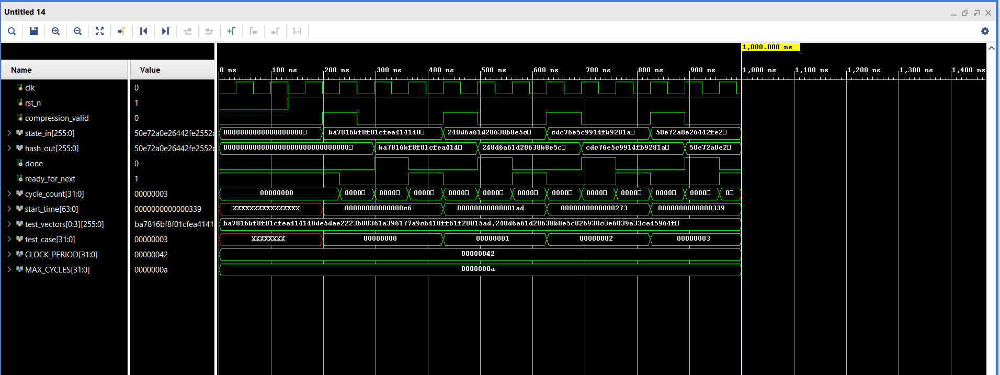 Untitled 14
1,000.000 ns
Name Value
0 ns 100 ns 200 ns 300 ns 400 ns 500 ns 600 ns 700 ns 800 ns 900 ns 1,000 ns 1,100 ns 1,200 ns 1,300 ns 1,400 ns
clk 0
rst_n 1
compression_valid 0
state_in[255:0] 50e72a0e26442fe2552c 0000000000000000000 ba7816bf8f01cfea414140 248d6a61d20638b8e5c cdc76e5c9914fb9281a 50e72a0e26442fe2
hash_out[255:0] 50e72a0e26442fe2552c 000000000000000000000000000000 ba7816bf8f01cfea414 248d6a61d20638b8e5c cdc76e5c9914fb9281a 50e72a0e2
done 0
ready_for_next 1
cycle_count[31:0] 00000003 00000000 0000 0000 0000 0000 0000 0000 0000 0000 0000 0000 0000 0
start_time[63:0] 0000000000000339 XXXXXXXXXXXXXXXX 00000000000000c6 00000000000001ad 0000000000000273 0000000000000339
test_vectors[0:3][255:0] ba7816bf8f01cfea4141 ba7816bf8f01cfea414140de5dae2223b00361a396177a9cb410ff61f20015ad,248d6a61d20638b8e5c026930c3e6039a33ce45964f
test_case[31:0] 00000003 XXXXXXXX 00000000 00000001 00000002 00000003
CLOCK_PERIOD[31:0] 00000042 00000042
MAX_CYCLES[31:0] 0000000a 0000000a